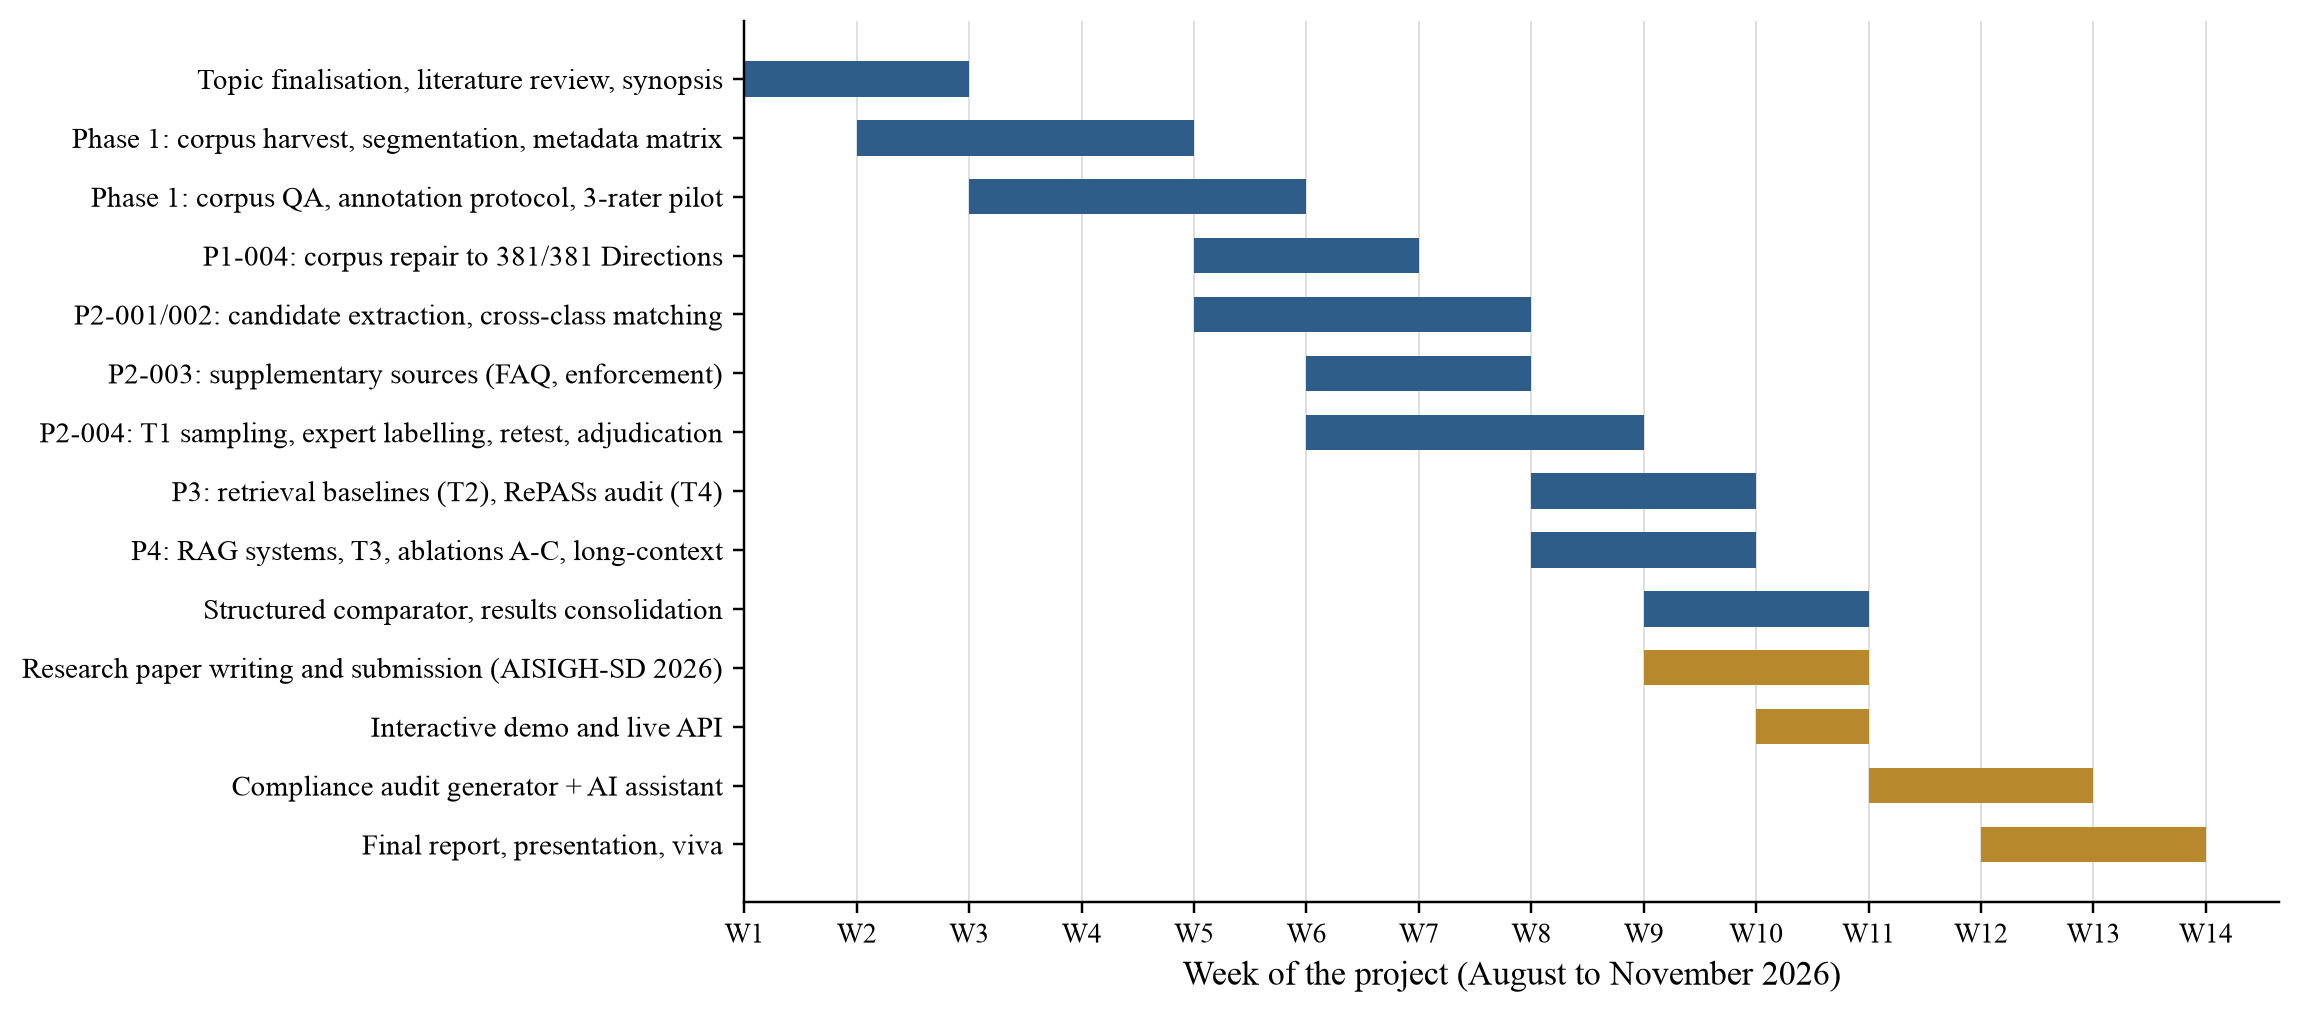 Topic finalisation, literature review, synopsis
Phase 1: corpus harvest, segmentation, metadata matrix
Phase 1: corpus QA, annotation protocol, 3-rater pilot
P1-004: corpus repair to 381/381 Directions
P2-001/002: candidate extraction, cross-class matching
P2-003: supplementary sources (FAQ, enforcement)
P2-004: T1 sampling, expert labelling, retest, adjudication
P3: retrieval baselines (T2), RePASs audit (T4)
P4: RAG systems, T3, ablations A-C, long-context
Structured comparator, results consolidation
Research paper writing and submission (AISIGH-SD 2026)
Interactive demo and live API
Compliance audit generator + AI assistant
Final report, presentation, viva
W1 W2 W3 W4 W5 W6 W7 W8 W9 W10 W11 W12 W13 W14
Week of the project (August to November 2026)